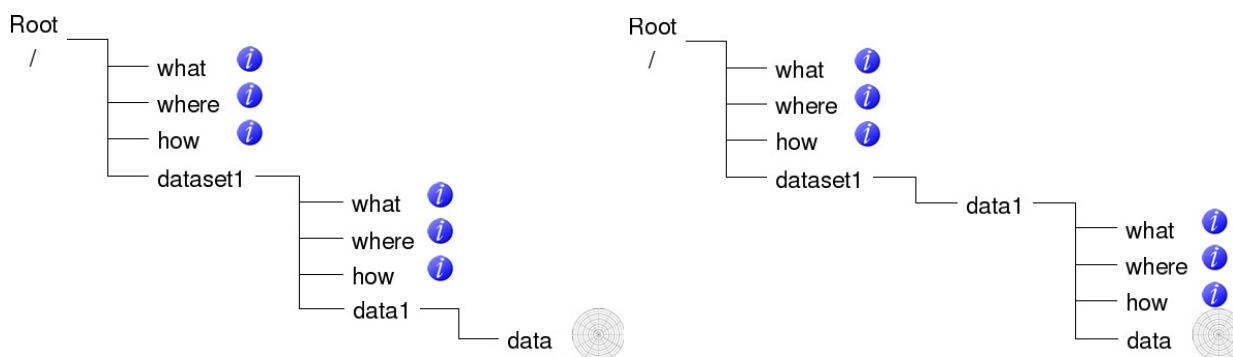 Root
/
what i
where i
how i
dataset1
what i
where i
how i
data1
data
Root
/
what i
where i
how i
dataset1
data1
what i
where i
how i
data